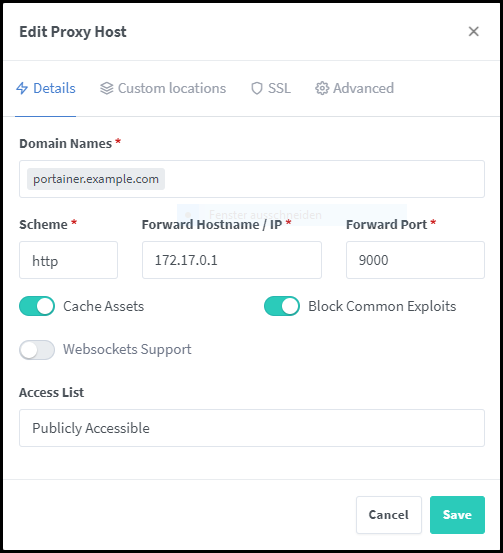 Edit Proxy Host
Details Custom locations SSL Advanced
Domain Names *
portainer.example.com
Fenster ausschneiden
Scheme * Forward Hostname / IP * Forward Port *
http 172.17.0.1 9000
Cache Assets Block Common Exploits
Websockets Support
Access List
Publicly Accessible
Cancel Save